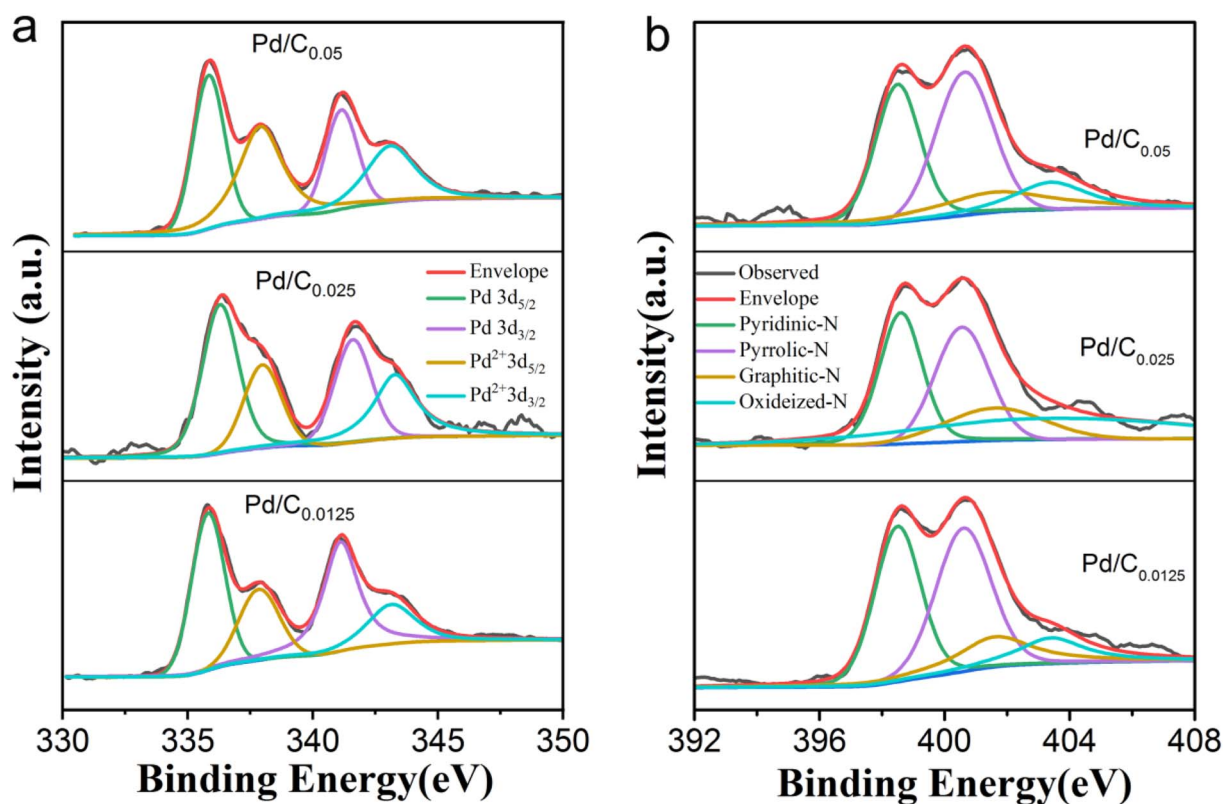 a
Pd/C0.05
Pd/C0.025
Envelope
Pd 3d5/2
Pd 3d3/2
Pd2+3d5/2
Pd2+3d3/2
Pd/C0.0125
Intensity (a.u.)
330 335 340 345 350
Binding Energy(eV)
b
Pd/C0.05
Observed
Envelope
Pyridinic-N
Pyrrolic-N
Graphitic-N
Oxideized-N
Pd/C0.025
Pd/C0.0125
Intensity(a.u.)
392 396 400 404 408
Binding Energy(eV)